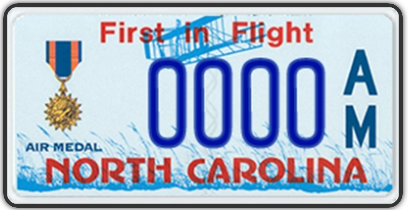 First in Flight
0000
AM
AIR MEDAL
NORTH CAROLINA